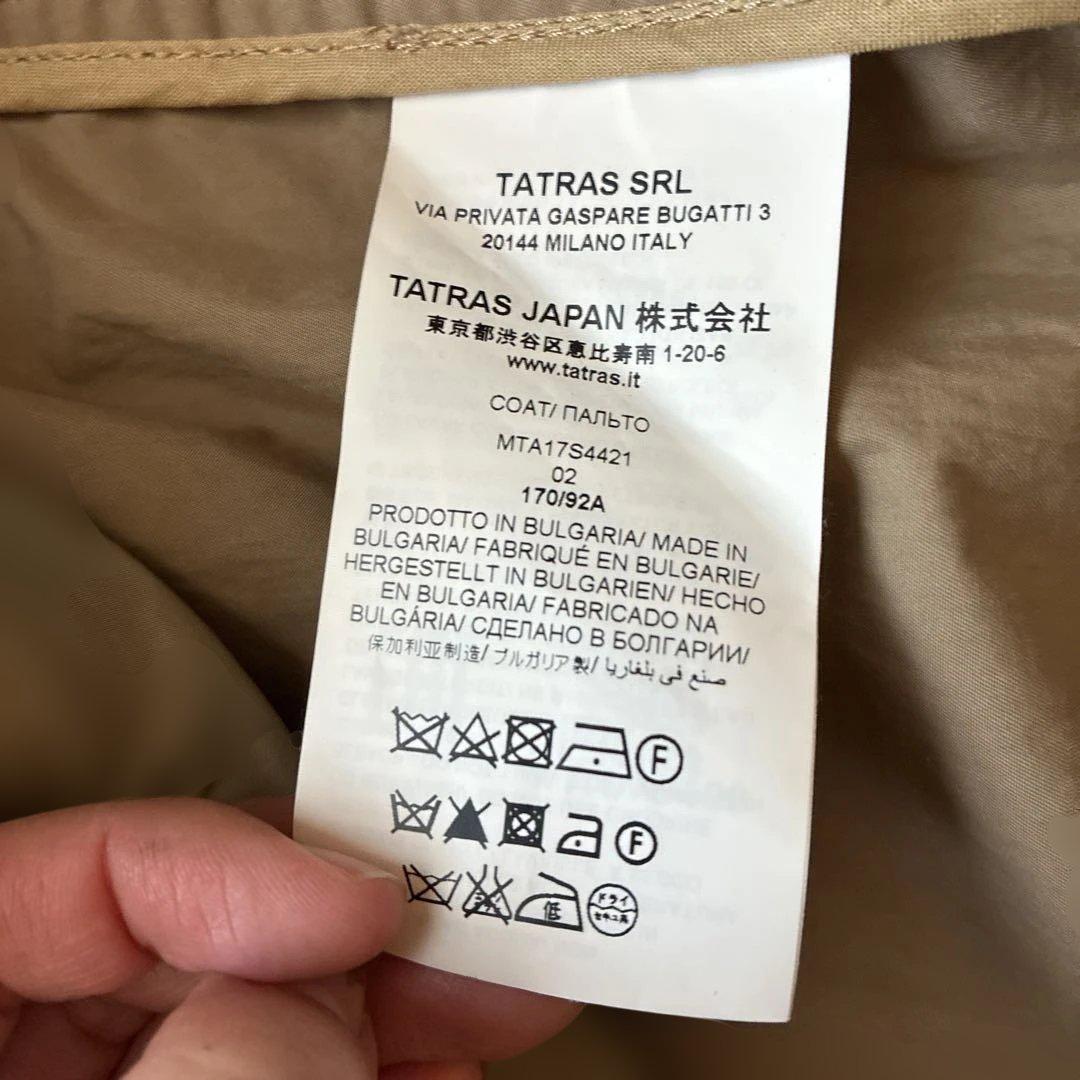 TATRAS SRL
VIA PRIVATA GASPARE BUGATTI 3
20144 MILANO ITALY
TATRAS JAPAN 株式会社
東京都渋谷区恵比寿南 1-20-6
www.tatras.it
COAT/ ПАЛЬТО
MTA17S4421
02
170/92A
PRODOTTO IN BULGARIA/ MADE IN
BULGARIA/ FABRIQUÉ EN BULGARIE/
HERGESTELLT IN BULGARIEN/ HECHO
EN BULGARIA/ FABRICADO NA
BULGÁRIA/ СДЕЛАНО В БОЛГАРИИ/
保加利亚制造/ ブルガリア製/ صنع في بلغاريا
F
F
低
ドライ
セキユ系